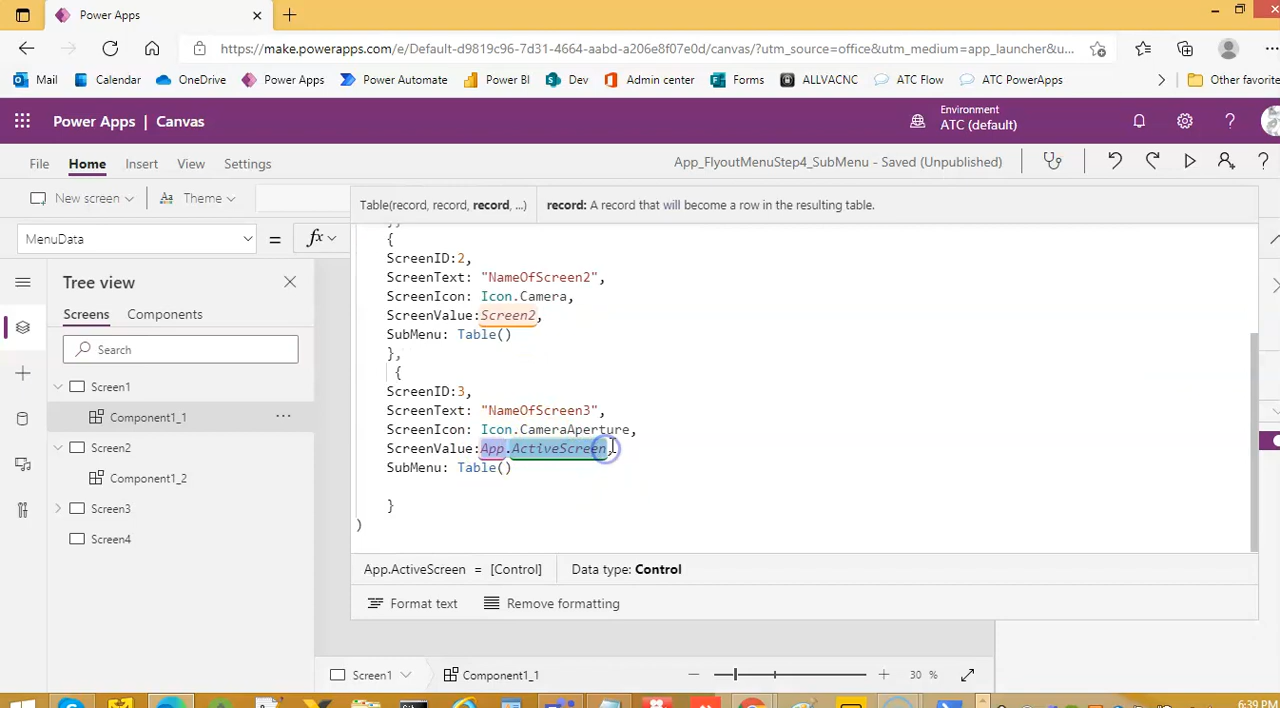 Power Apps
https://make.powerapps.com/e/Default-d9819c96-7d31-4664-aabd-a206e8f07e0d/canvas/?utm_source=office&utm_medium=app_launcher&u...
Mail Calendar OneDrive Power Apps Power Automate Power BI Dev Admin center Forms ALLVACNC ATC Flow ATC PowerApps Other favorite
Power Apps | Canvas
Environment
ATC (default)
File Home Insert View Settings
App_FlyoutMenuStep4_SubMenu - Saved (Unpublished)
New screen Theme
Table(record, record, record, ...) record: A record that will become a row in the resulting table.
MenuData = fx
{
ScreenID:2,
ScreenText: "NameOfScreen2",
ScreenIcon: Icon.Camera,
ScreenValue:Screen2,
SubMenu: Table()
},
{
ScreenID:3,
ScreenText: "NameOfScreen3",
ScreenIcon: Icon.CameraAperture,
ScreenValue:App.ActiveScreen,
SubMenu: Table()
}
)
Tree view
Screens Components
Search
Screen1
Component1_1
Screen2
Component1_2
Screen3
Screen4
App.ActiveScreen = [Control] Data type: Control
Format text Remove formatting
Screen1 Component1_1
30 %
6:39 PM